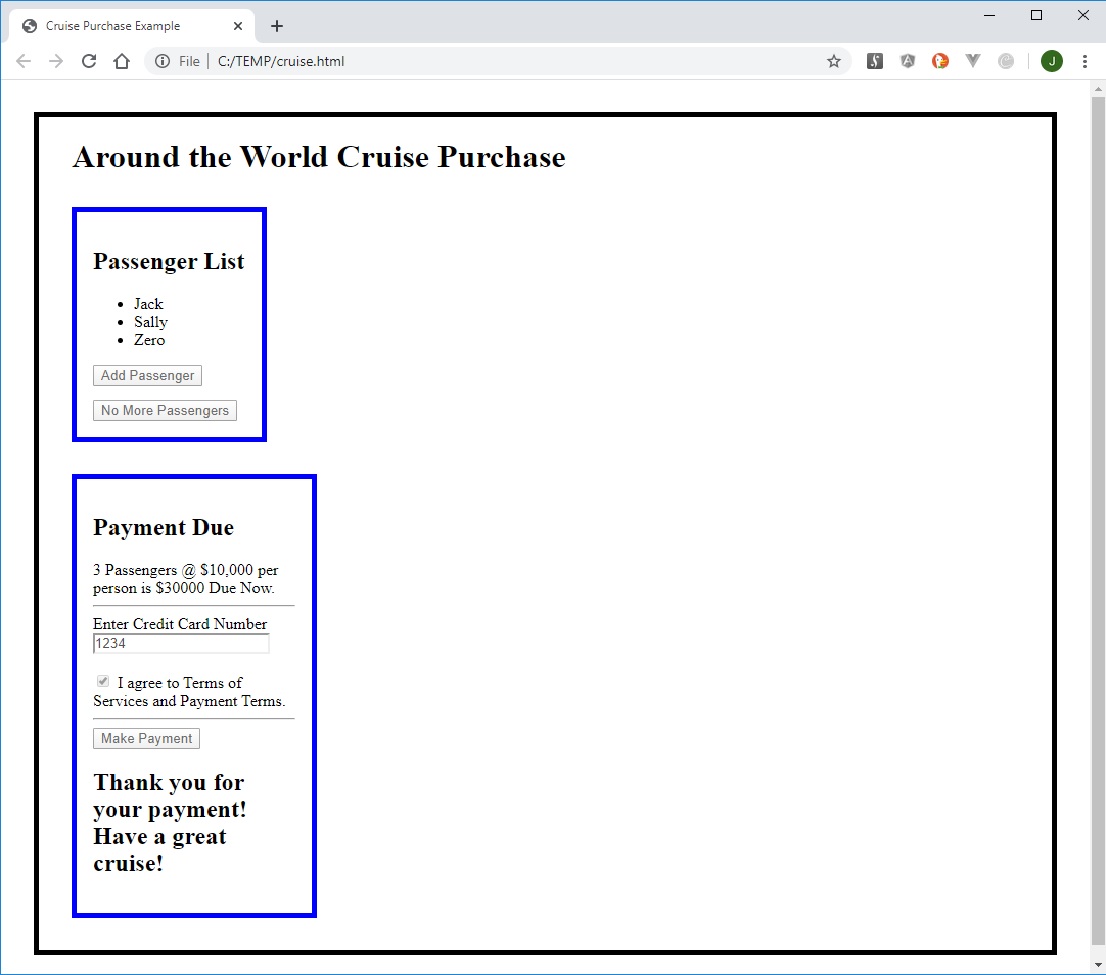 Cruise Purchase Example
File | C:/TEMP/cruise.html
J
Around the World Cruise Purchase
Passenger List
• Jack
• Sally
• Zero
Add Passenger
No More Passengers
Payment Due
3 Passengers @ $10,000 per
person is $30000 Due Now.
Enter Credit Card Number
1234
I agree to Terms of
Services and Payment Terms.
Make Payment
Thank you for
your payment!
Have a great
cruise!